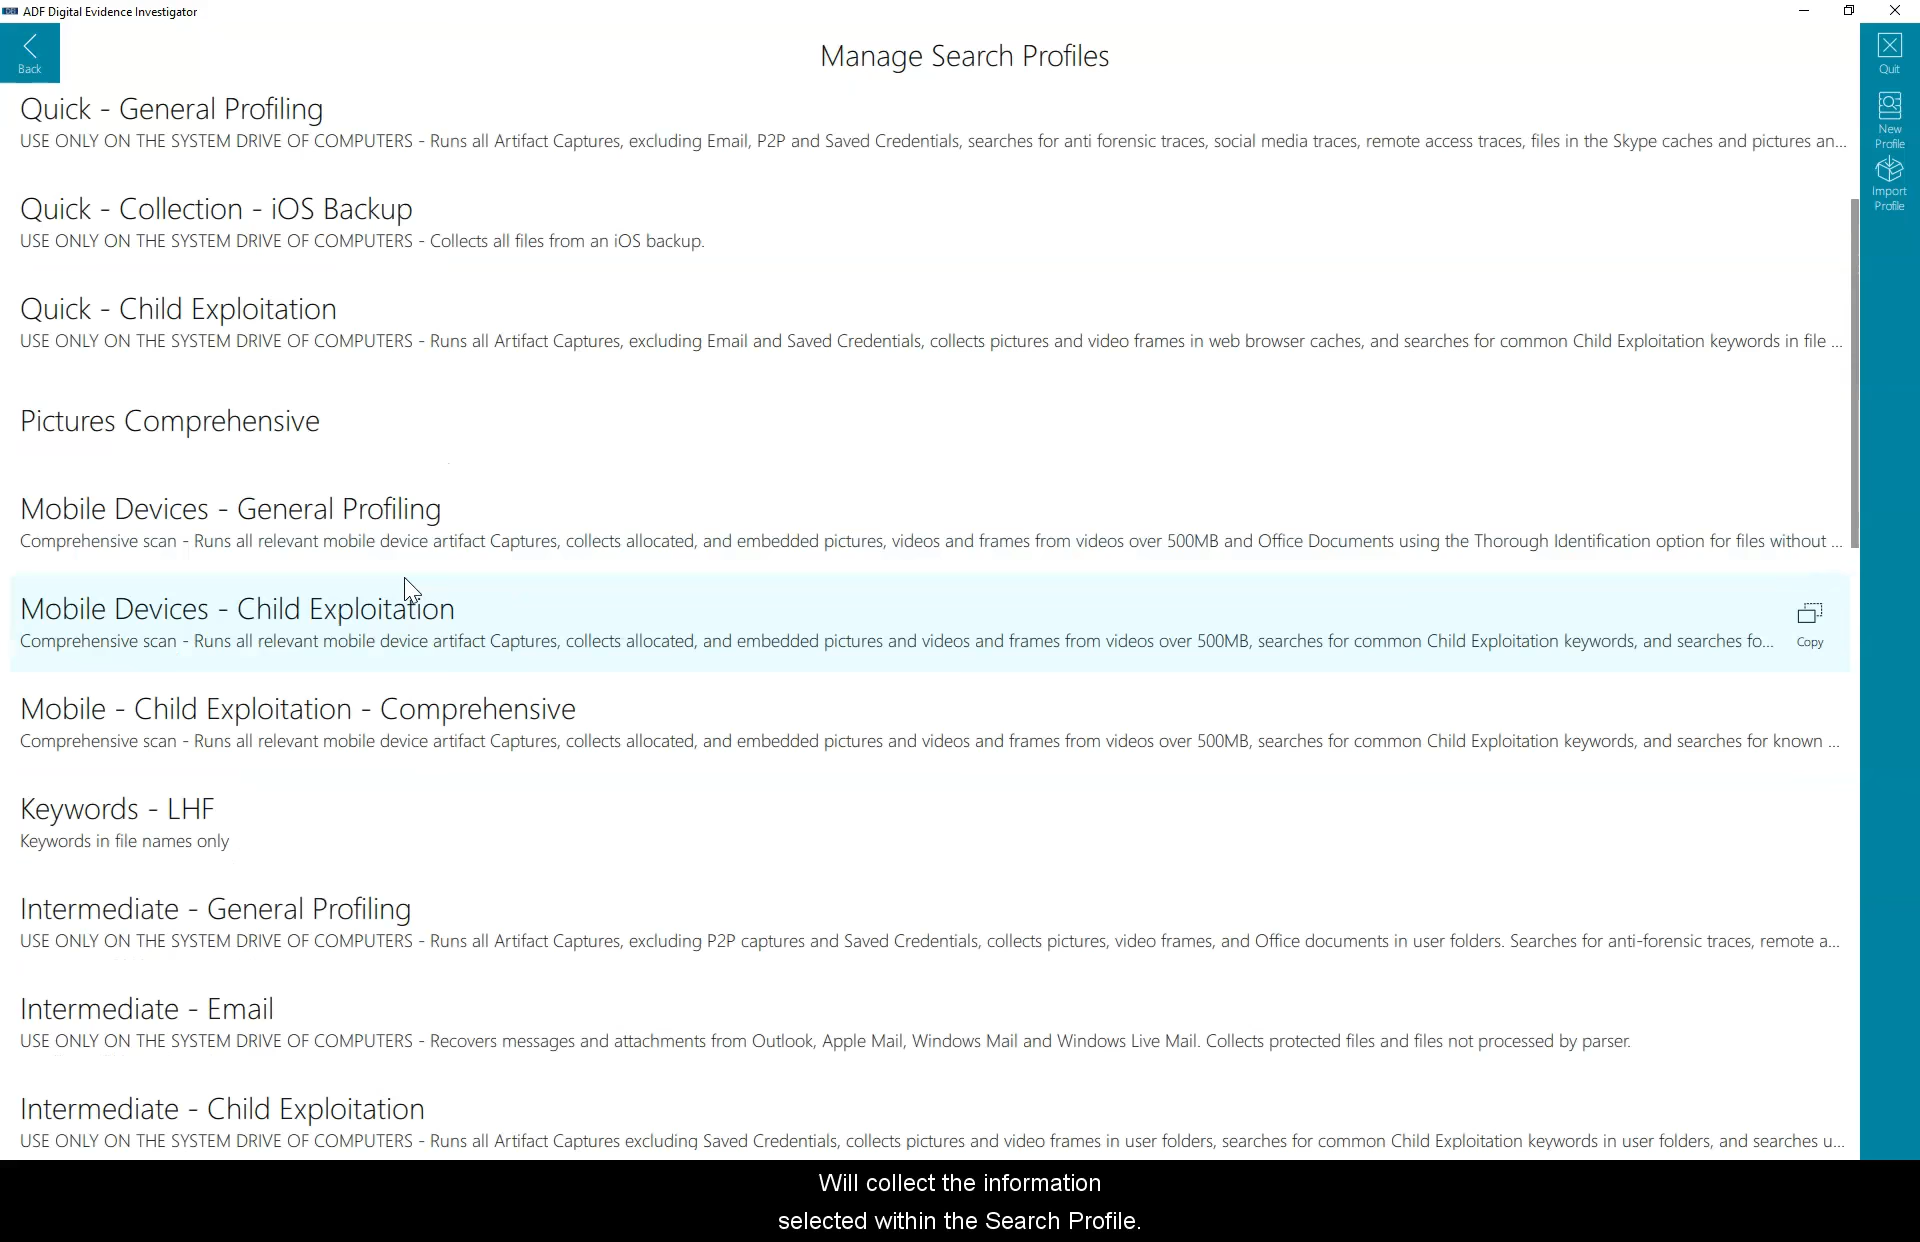 ADF Digital Evidence Investigator
Back
Manage Search Profiles
Quit
New
Profile
Import
Profile
Quick - General Profiling
USE ONLY ON THE SYSTEM DRIVE OF COMPUTERS - Runs all Artifact Captures, excluding Email, P2P and Saved Credentials, searches for anti forensic traces, social media traces, remote access traces, files in the Skype caches and pictures an...
Quick - Collection - iOS Backup
USE ONLY ON THE SYSTEM DRIVE OF COMPUTERS - Collects all files from an iOS backup.
Quick - Child Exploitation
USE ONLY ON THE SYSTEM DRIVE OF COMPUTERS - Runs all Artifact Captures, excluding Email and Saved Credentials, collects pictures and video frames in web browser caches, and searches for common Child Exploitation keywords in file ...
Pictures Comprehensive
Mobile Devices - General Profiling
Comprehensive scan - Runs all relevant mobile device artifact Captures, collects allocated, and embedded pictures, videos and frames from videos over 500MB and Office Documents using the Thorough Identification option for files without ...
Mobile Devices - Child Exploitation
Comprehensive scan - Runs all relevant mobile device artifact Captures, collects allocated, and embedded pictures and videos and frames from videos over 500MB, searches for common Child Exploitation keywords, and searches fo...
Copy
Mobile - Child Exploitation - Comprehensive
Comprehensive scan - Runs all relevant mobile device artifact Captures, collects allocated, and embedded pictures and videos and frames from videos over 500MB, searches for common Child Exploitation keywords, and searches for known ...
Keywords - LHF
Keywords in file names only
Intermediate - General Profiling
USE ONLY ON THE SYSTEM DRIVE OF COMPUTERS - Runs all Artifact Captures, excluding P2P captures and Saved Credentials, collects pictures, video frames, and Office documents in user folders. Searches for anti-forensic traces, remote a...
Intermediate - Email
USE ONLY ON THE SYSTEM DRIVE OF COMPUTERS - Recovers messages and attachments from Outlook, Apple Mail, Windows Mail and Windows Live Mail. Collects protected files and files not processed by parser.
Intermediate - Child Exploitation
USE ONLY ON THE SYSTEM DRIVE OF COMPUTERS - Runs all Artifact Captures excluding Saved Credentials, collects pictures and video frames in user folders, searches for common Child Exploitation keywords in user folders, and searches u...
Will collect the information
selected within the Search Profile.